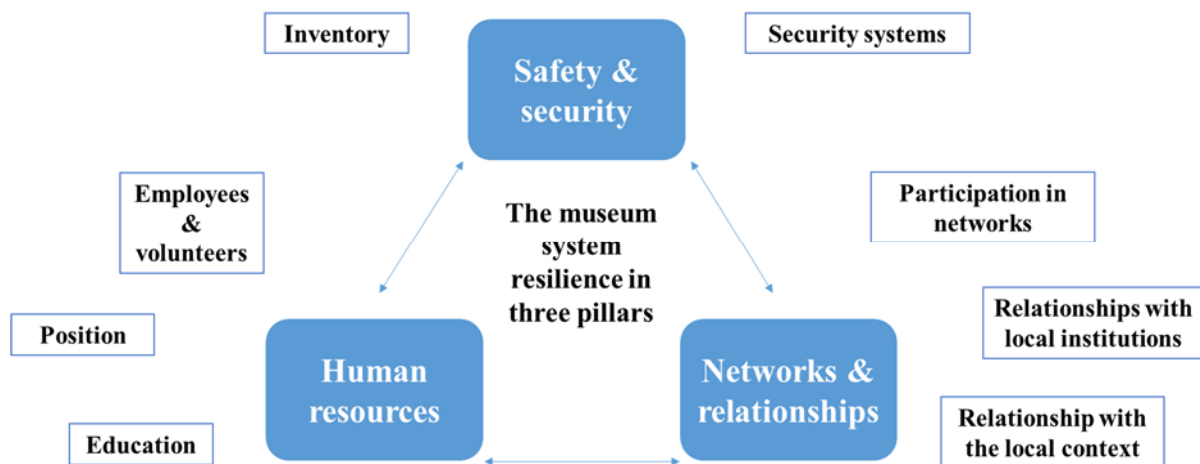 Inventory
Safety &
security
Security systems
Employees
&
volunteers
The museum
system
resilience in
three pillars
Participation in
networks
Position
Human
resources
Networks &
relationships
Relationships with
local institutions
Education
Relationship with
the local context